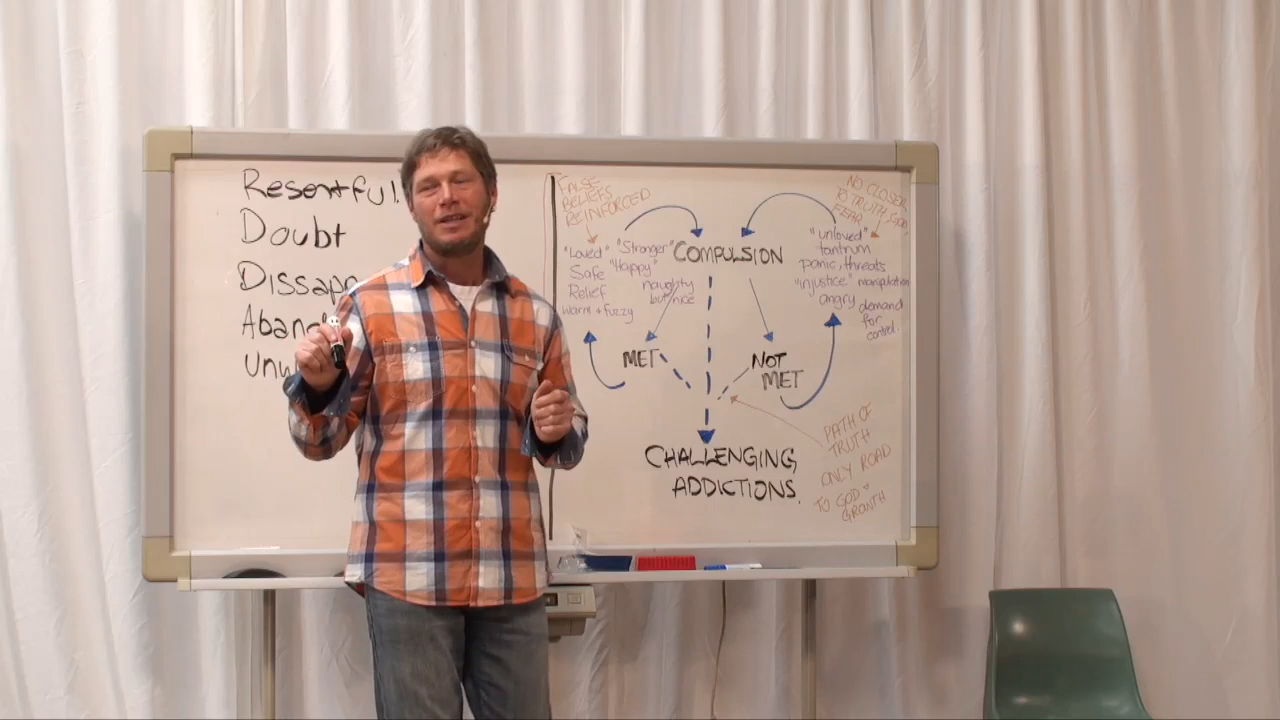 Resentful.
Doubt
Dissapo
Aband
Unw
FALSE
BELIEFS
REINFORCED
"Loved" "Stronger"
Safe "Happy"
Relief naughty
but nice
warm + fuzzy
COMPULSION
NO CLOSER
TO TRUTH, GOD,
FEAR
"unloved"
tantrum
panic, threats
"injustice" manipulation
angry demand
for
control.
MET
NOT
MET
CHALLENGING
ADDICTIONS.
PATH OF
TRUTH
ONLY ROAD
TO GOD +
GROWTH